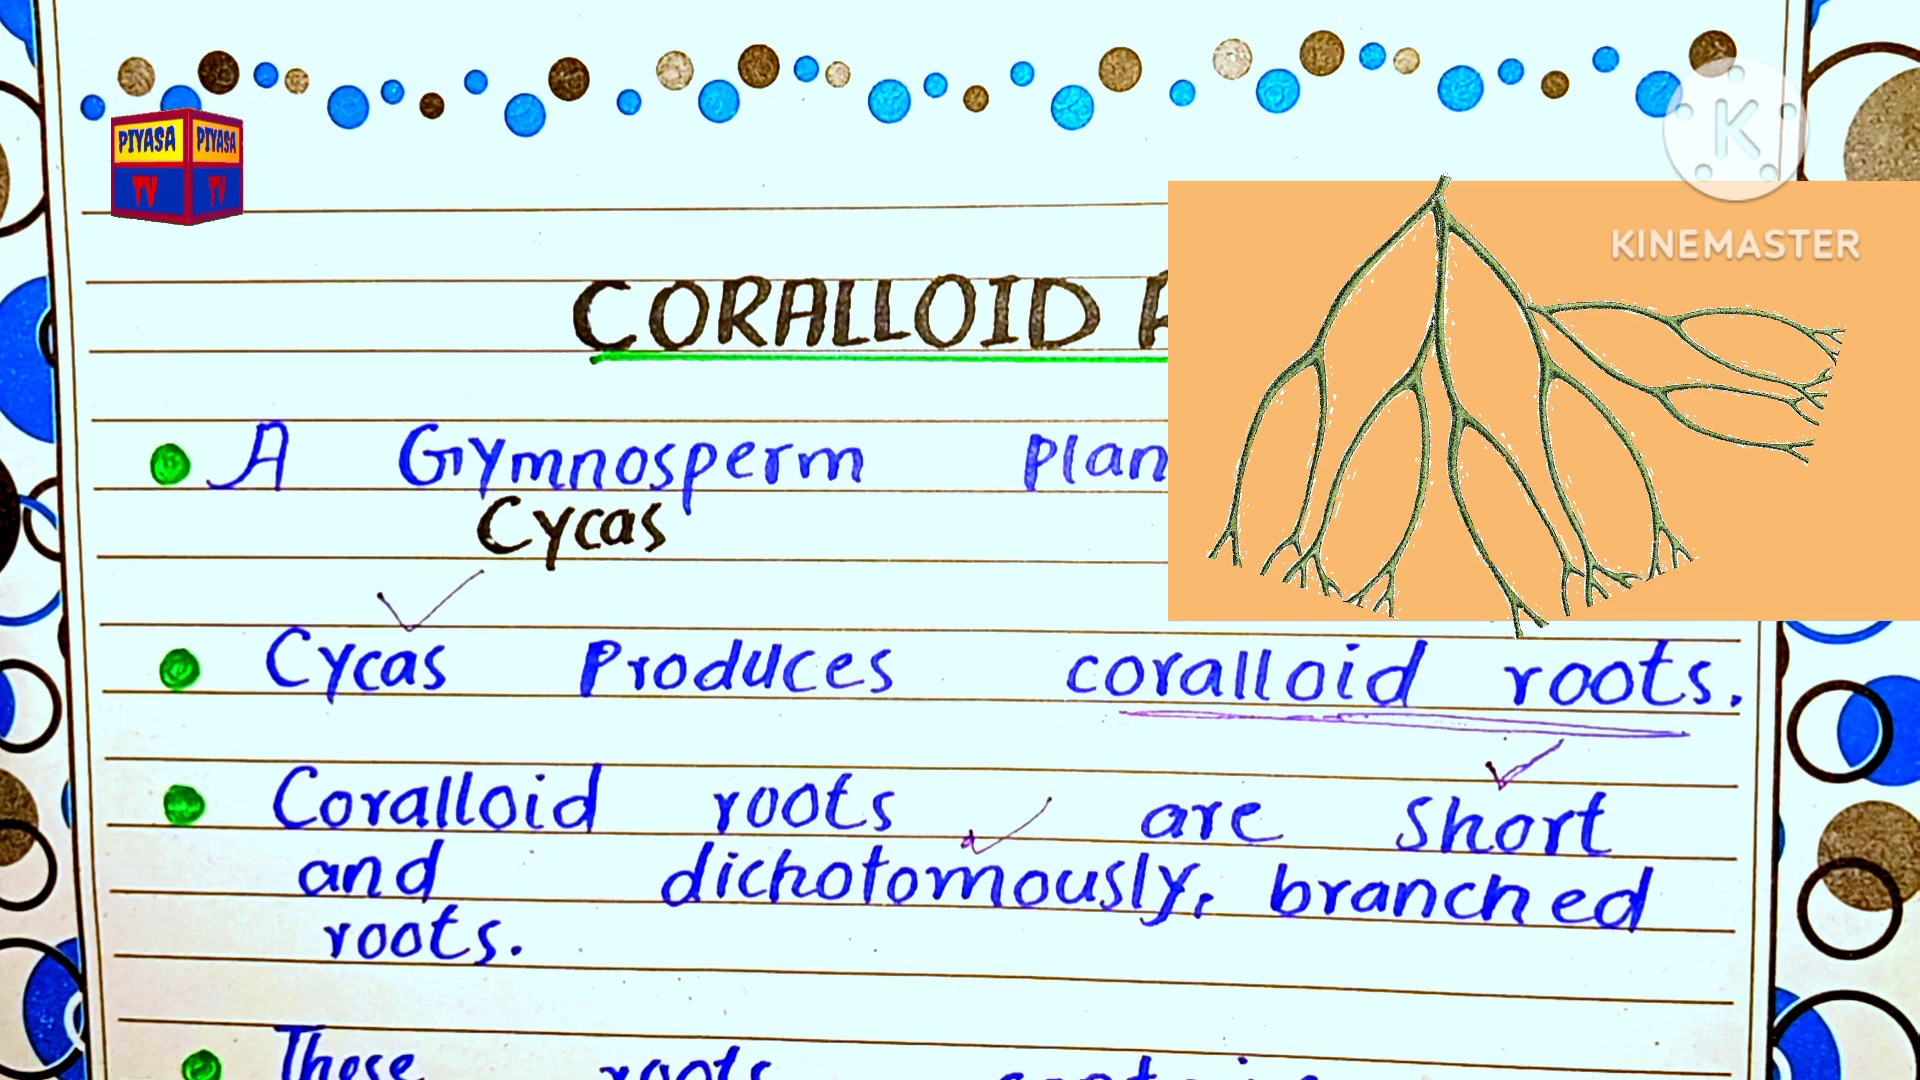 PIYASA PIYASA
TV TV
KINEMASTER
CORALLOID
A Gymnosperm plan
Cycas
Cycas produces coralloid roots.
Coralloid roots are short
and dichotomously, branched
roots.
These roots